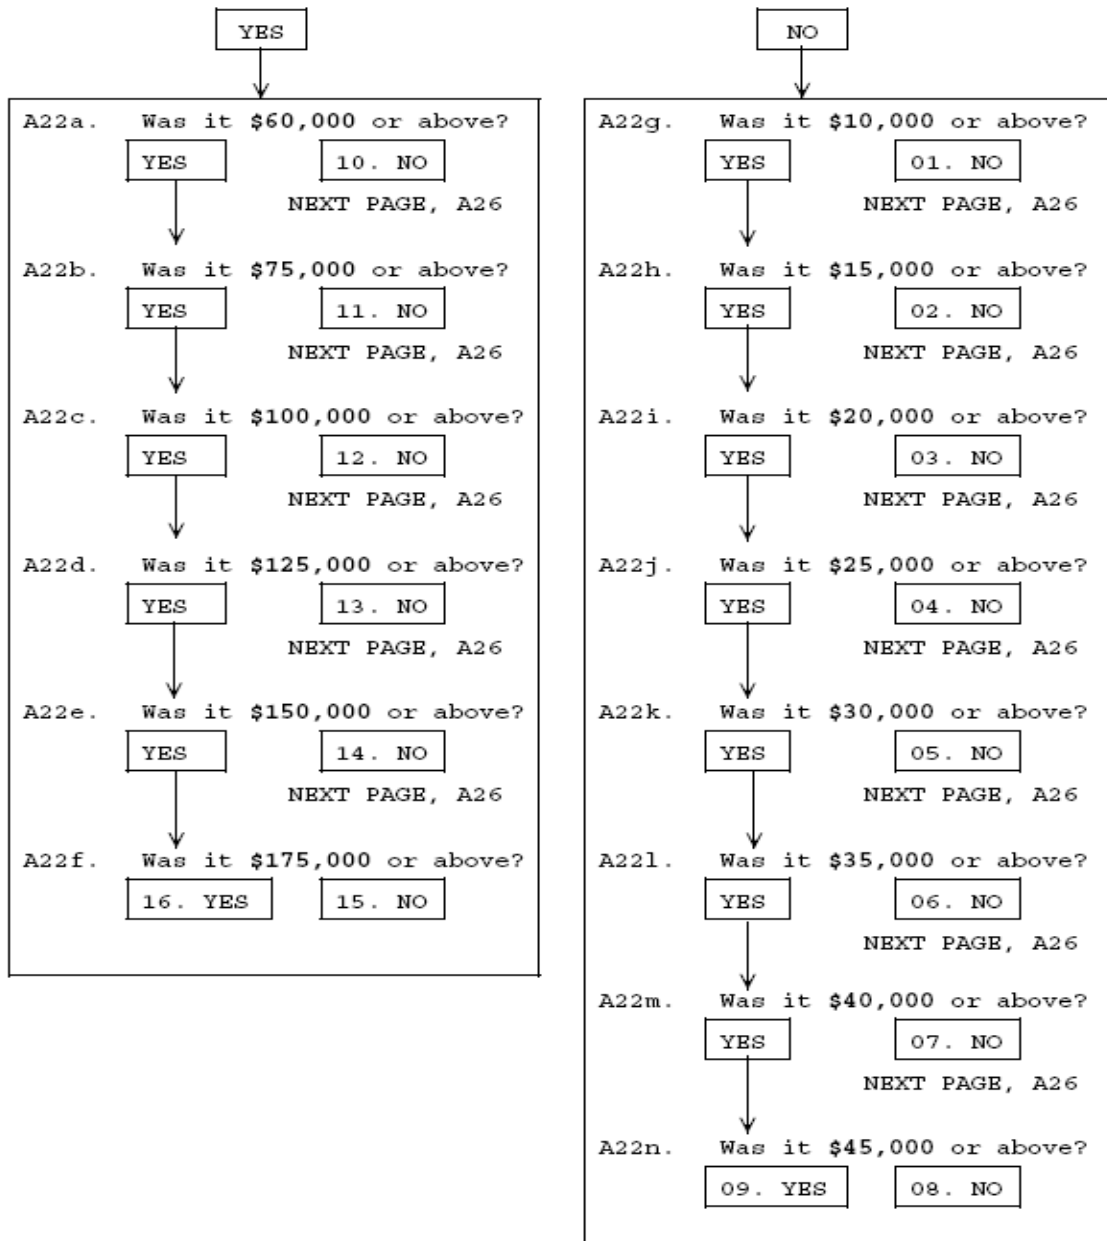 YES
A22a. Was it $60,000 or above?
YES 10. NO
NEXT PAGE, A26
A22b. Was it $75,000 or above?
YES 11. NO
NEXT PAGE, A26
A22c. Was it $100,000 or above?
YES 12. NO
NEXT PAGE, A26
A22d. Was it $125,000 or above?
YES 13. NO
NEXT PAGE, A26
A22e. Was it $150,000 or above?
YES 14. NO
NEXT PAGE, A26
A22f. Was it $175,000 or above?
16. YES 15. NO
NO
A22g. Was it $10,000 or above?
YES 01. NO
NEXT PAGE, A26
A22h. Was it $15,000 or above?
YES 02. NO
NEXT PAGE, A26
A22i. Was it $20,000 or above?
YES 03. NO
NEXT PAGE, A26
A22j. Was it $25,000 or above?
YES 04. NO
NEXT PAGE, A26
A22k. Was it $30,000 or above?
YES 05. NO
NEXT PAGE, A26
A22l. Was it $35,000 or above?
YES 06. NO
NEXT PAGE, A26
A22m. Was it $40,000 or above?
YES 07. NO
NEXT PAGE, A26
A22n. Was it $45,000 or above?
09. YES 08. NO